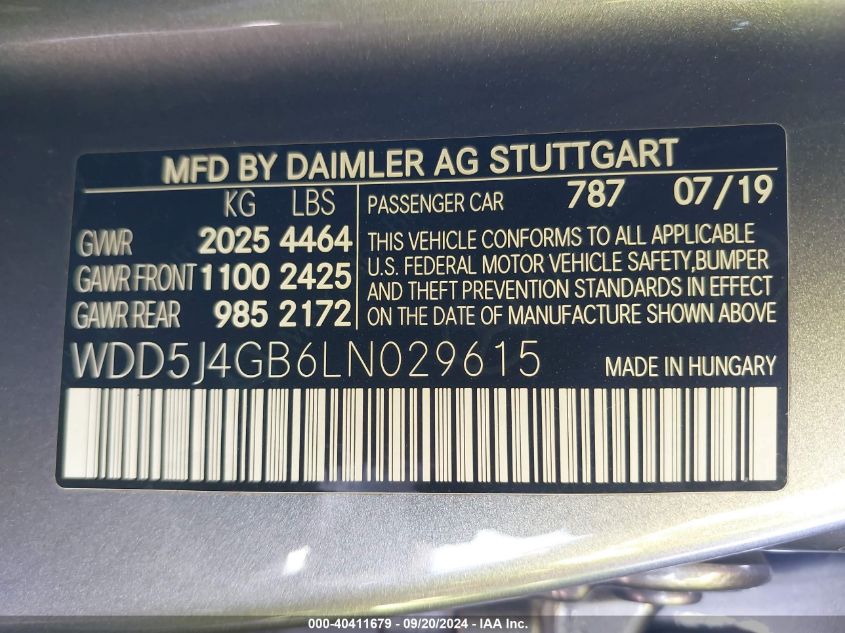 MFD BY DAIMLER AG STUTTGART
KG LBS
GVWR 2025 4464
GAWR FRONT 1100 2425
GAWR REAR 985 2172
PASSENGER CAR 787 07/19
THIS VEHICLE CONFORMS TO ALL APPLICABLE
U.S. FEDERAL MOTOR VEHICLE SAFETY,BUMPER
AND THEFT PREVENTION STANDARDS IN EFFECT
ON THE DATE OF MANUFACTURE SHOWN ABOVE
WDD5J4GB6LN029615 MADE IN HUNGARY
000-40411679 - 09/20/2024 - IAA Inc.